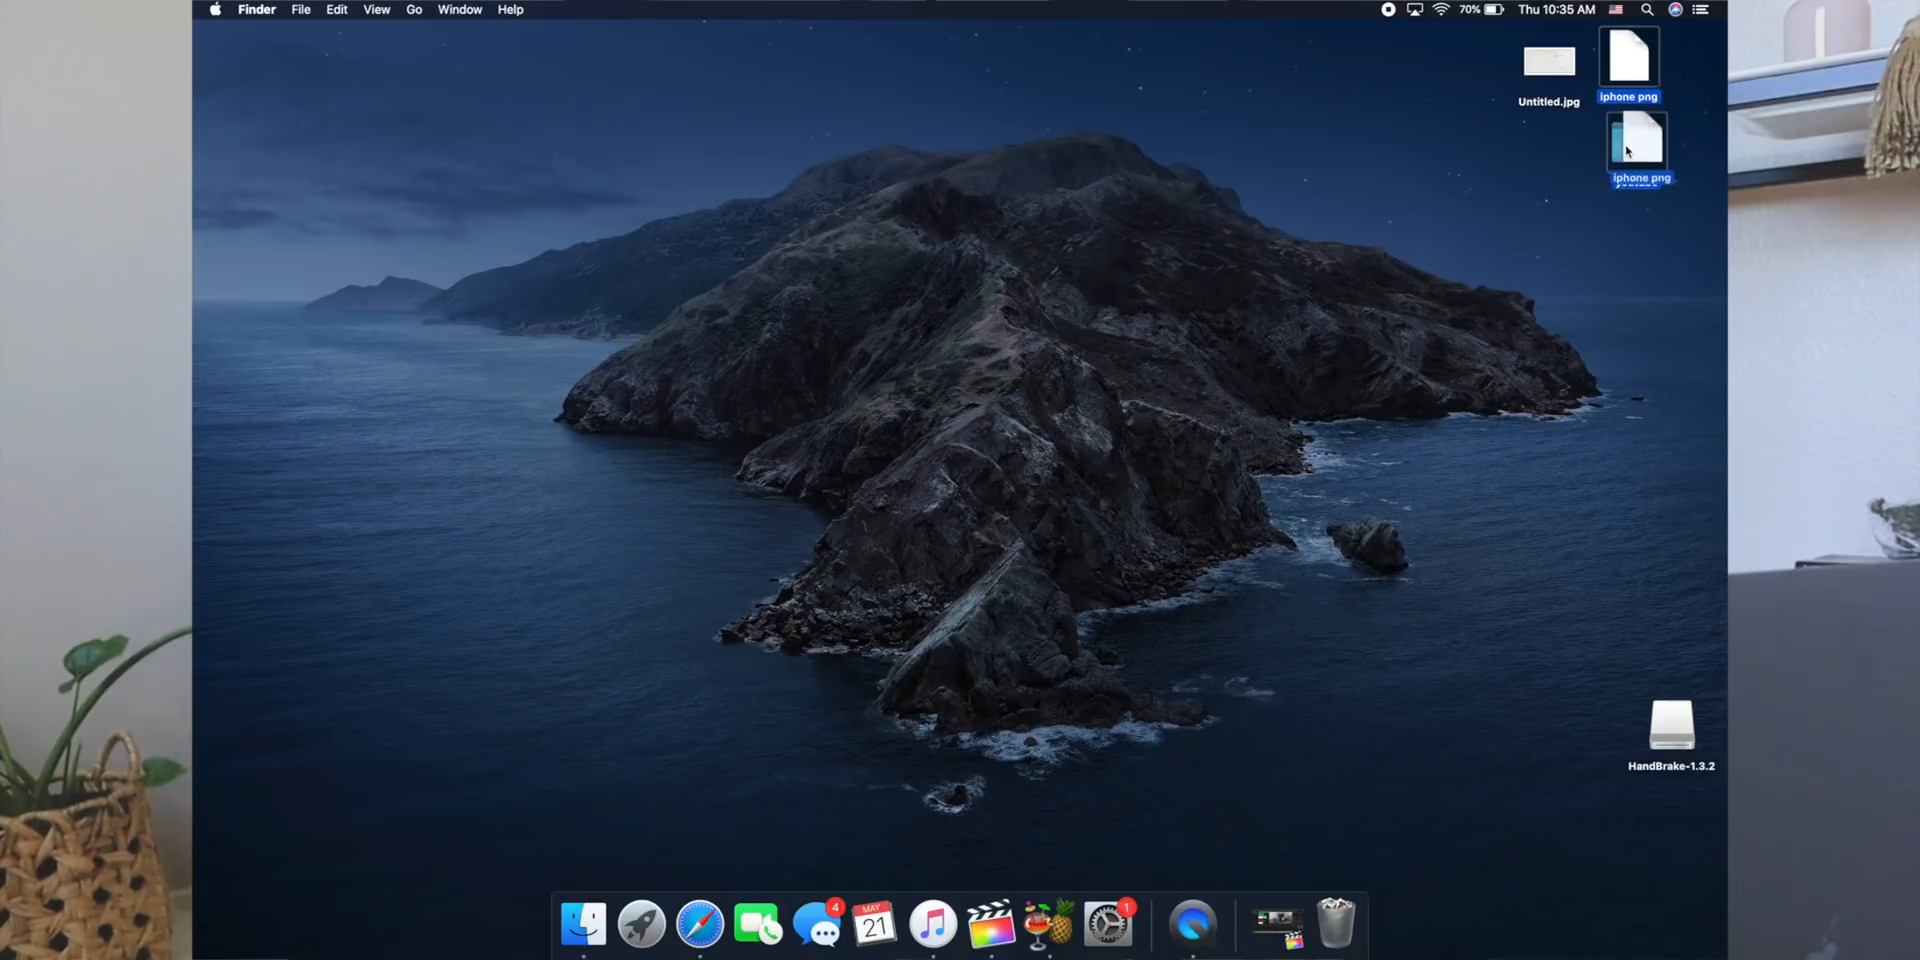 Finder File Edit View Go Window Help 70% Thu 10:35 AM
Untitled.jpg
iphone png
iphone png
HandBrake-1.3.2
4
MAY
21
1